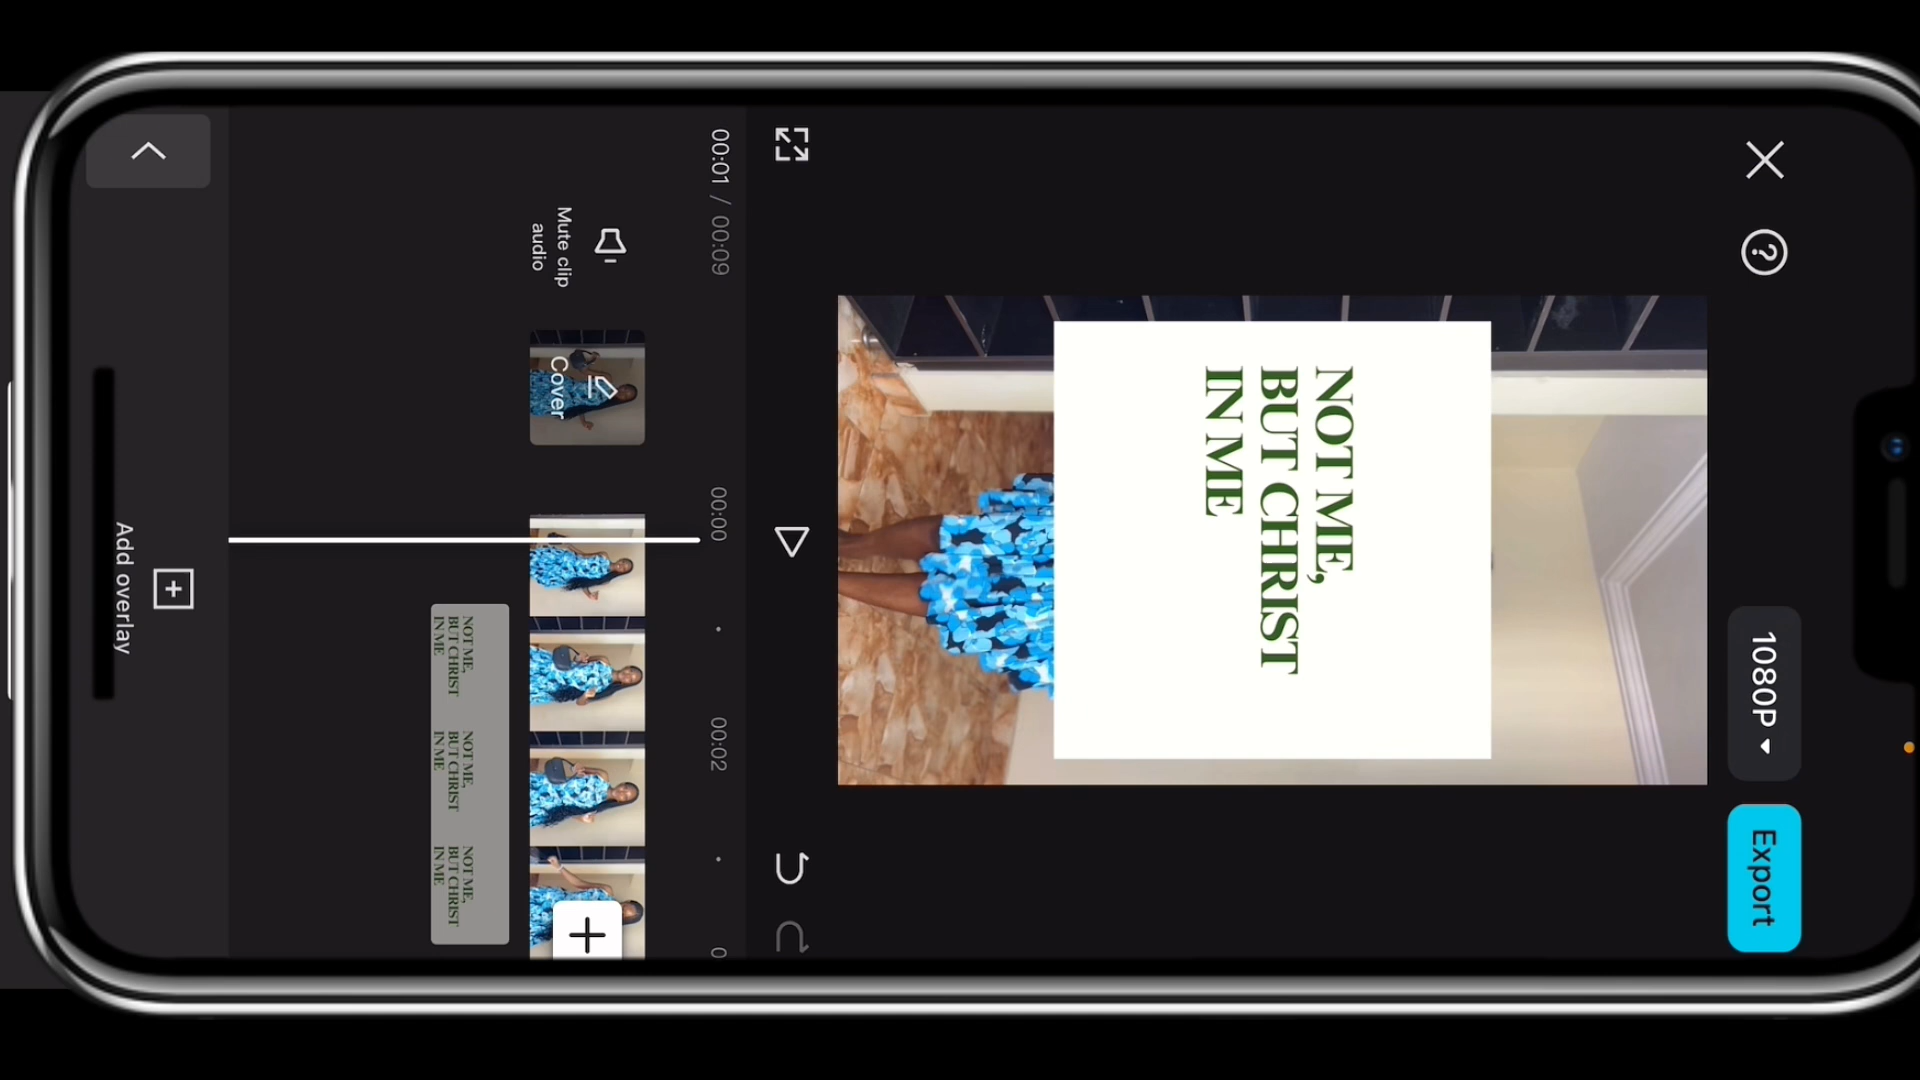 1080P
Export
NOT ME,
BUT CHRIST
IN ME
00:01 / 00:09
00:00
00:02
0
Mute clip
audio
Cover
NOT ME,
BUT CHRIST
IN ME
NOT ME,
BUT CHRIST
IN ME
NOT ME,
BUT CHRIST
IN ME
Add overlay